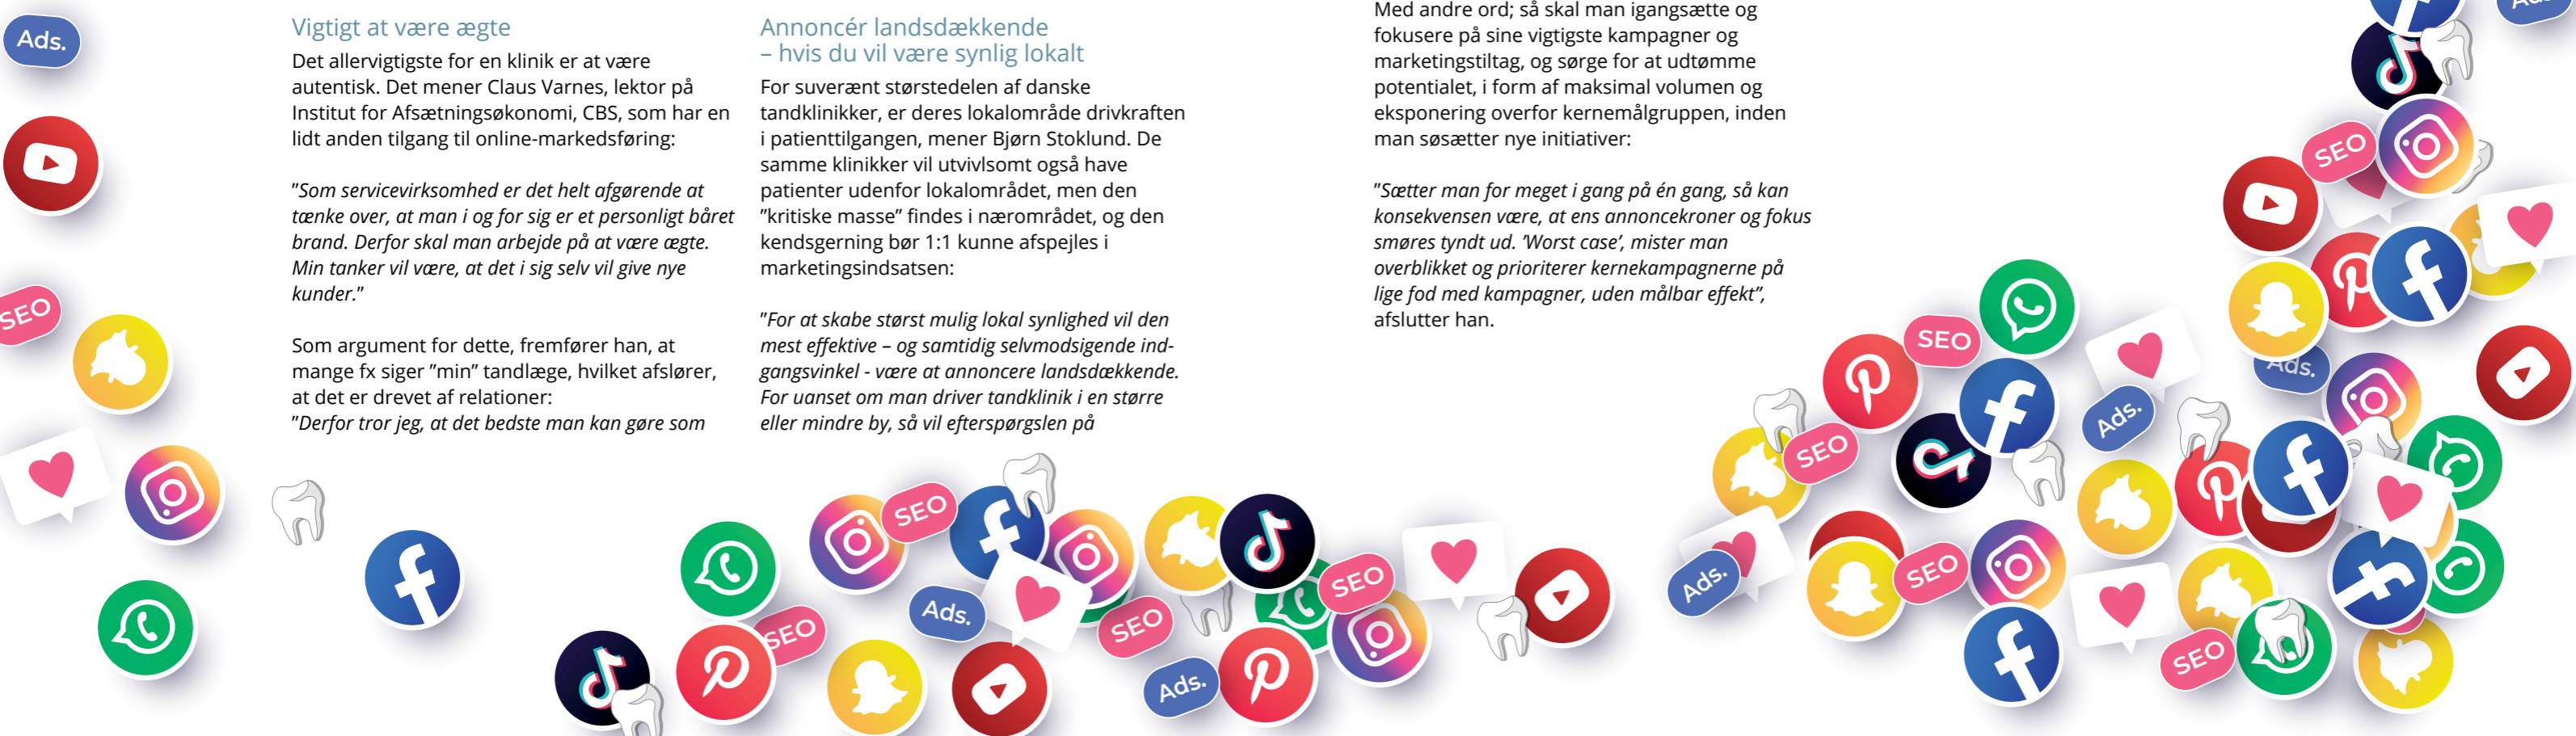 Vigtigt at være ægte
Det allervigtigste for en klinik er at være
autentisk. Det mener Claus Varnes, lektor på
Institut for Afsætningsøkonomi, CBS, som har en
lidt anden tilgang til online-markedsføring:
"Som servicevirksomhed er det helt afgørende at
tænke over, at man i og for sig er et personligt båret
brand. Derfor skal man arbejde på at være ægte.
Min tanker vil være, at det i sig selv vil give nye
kunder."
Som argument for dette, fremfører han, at
mange fx siger ”min” tandlæge, hvilket afslører,
at det er drevet af relationer:
"Derfor tror jeg, at det bedste man kan gøre som
Annoncér landsdækkende
– hvis du vil være synlig lokalt
For suverænt størstedelen af danske
tandklinikker, er deres lokalområde drivkraften
i patienttilgangen, mener Bjørn Stoklund. De
samme klinikker vil utvivlsomt også have
patienter udenfor lokalområdet, men den
”kritiske masse” findes i nærområdet, og den
kendsgerning bør 1:1 kunne afspejles i
marketingsindsatsen:
"For at skabe størst mulig lokal synlighed vil den
mest effektive – og samtidig selvmodsigende ind-
gangsvinkel - være at annoncere landsdækkende.
For uanset om man driver tandklinik i en større
eller mindre by, så vil efterspørgslen på
Med andre ord; så skal man igangsætte og
fokusere på sine vigtigste kampagner og
marketingstiltag, og sørge for at udtømme
potentialet, i form af maksimal volumen og
eksponering overfor kernemålgruppen, inden
man søsætter nye initiativer:
"Sætter man for meget i gang på én gang, så kan
konsekvensen være, at ens annoncekroner og fokus
smøres tyndt ud. ’Worst case’, mister man
overblikket og prioriterer kernekampagnerne på
lige fod med kampagner, uden målbar effekt”,
afslutter han.
Ads.
SEO
SEO
SEO
Ads.
SEO
Ads.
SEO
SEO
SEO
Ads.
Ads.
SEO
Ads.
SEO
SEO
SEO